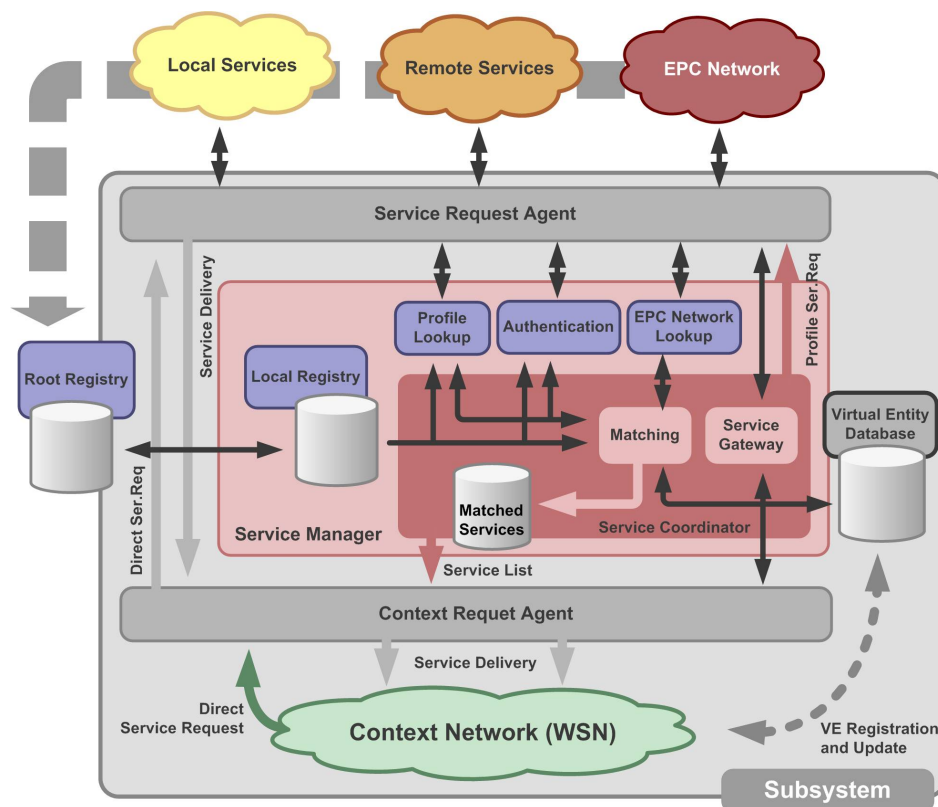 Local Services
Remote Services
EPC Network
Service Request Agent
Service Delivery
Profile Ser.Req
Profile
Lookup
Authentication
EPC Network
Lookup
Root Registry
Local Registry
Virtual Entity
Database
Matching
Service
Gateway
Direct Ser.Req
Matched
Services
Service Coordinator
Service Manager
Service List
Context Requet Agent
Service Delivery
Direct
Service Request
Context Network (WSN)
VE Registration
and Update
Subsystem